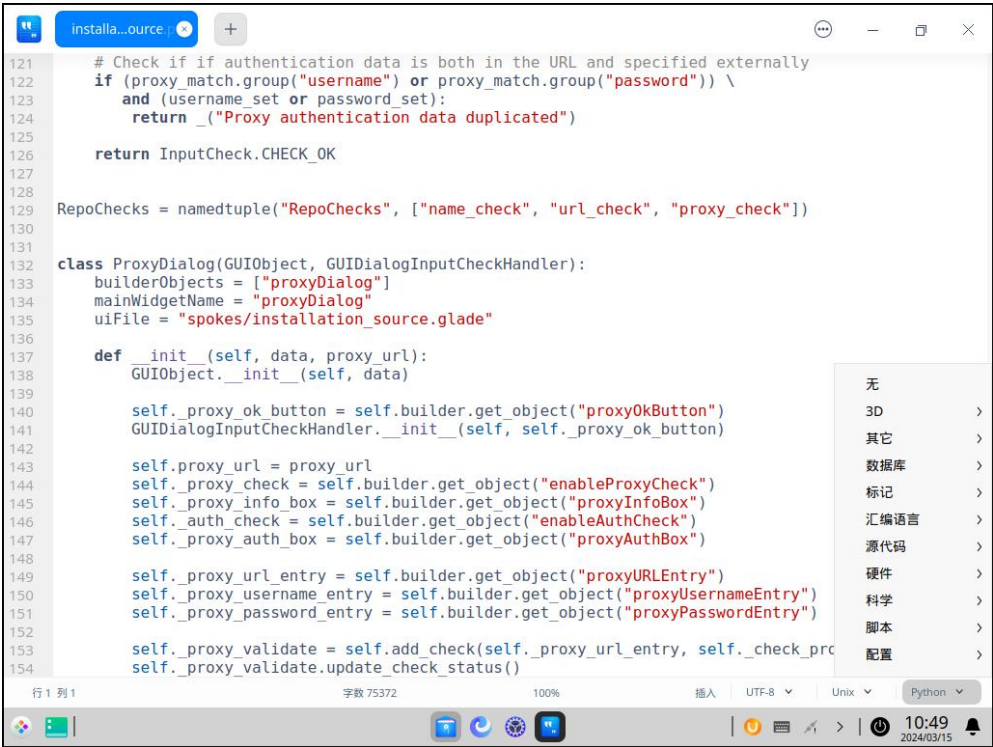 installa...ource.p
121 # Check if if authentication data is both in the URL and specified externally
122 if (proxy_match.group("username") or proxy_match.group("password")) \
123 and (username_set or password_set):
124 return _("Proxy authentication data duplicated")
125
126 return InputCheck.CHECK_OK
127
128
129 RepoChecks = namedtuple("RepoChecks", ["name_check", "url_check", "proxy_check"])
130
131
132 class ProxyDialog(GUIObject, GUIDialogInputCheckHandler):
133 builderObjects = ["proxyDialog"]
134 mainWidgetName = "proxyDialog"
135 uiFile = "spokes/installation_source.glade"
136
137 def __init__(self, data, proxy_url):
138 GUIObject.__init__(self, data)
139
140 self._proxy_ok_button = self.builder.get_object("proxyOkButton")
141 GUIDialogInputCheckHandler.__init__(self, self._proxy_ok_button)
142
143 self.proxy_url = proxy_url
144 self._proxy_check = self.builder.get_object("enableProxyCheck")
145 self._proxy_info_box = self.builder.get_object("proxyInfoBox")
146 self._auth_check = self.builder.get_object("enableAuthCheck")
147 self._proxy_auth_box = self.builder.get_object("proxyAuthBox")
148
149 self._proxy_url_entry = self.builder.get_object("proxyURLEntry")
150 self._proxy_username_entry = self.builder.get_object("proxyUsernameEntry")
151 self._proxy_password_entry = self.builder.get_object("proxyPasswordEntry")
152
153 self._proxy_validate = self.add_check(self._proxy_url_entry, self._check_pro
154 self._proxy_validate.update_check_status()
无
3D
其它
数据库
标记
汇编语言
源代码
硬件
科学
脚本
配置
行 1 列 1 字数 75372 100% 插入 UTF-8 Unix Python
10:49
2024/03/15